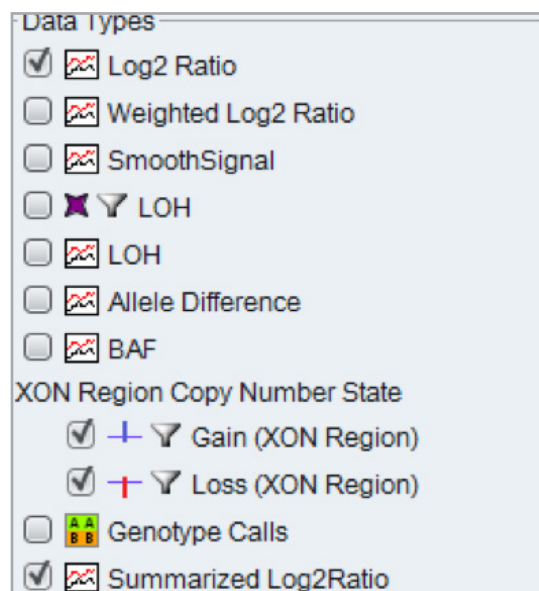 Data Types
Log2 Ratio
Weighted Log2 Ratio
SmoothSignal
LOH
LOH
Allele Difference
BAF
XON Region Copy Number State
Gain (XON Region)
Loss (XON Region)
A A
B B
Genotype Calls
Summarized Log2Ratio